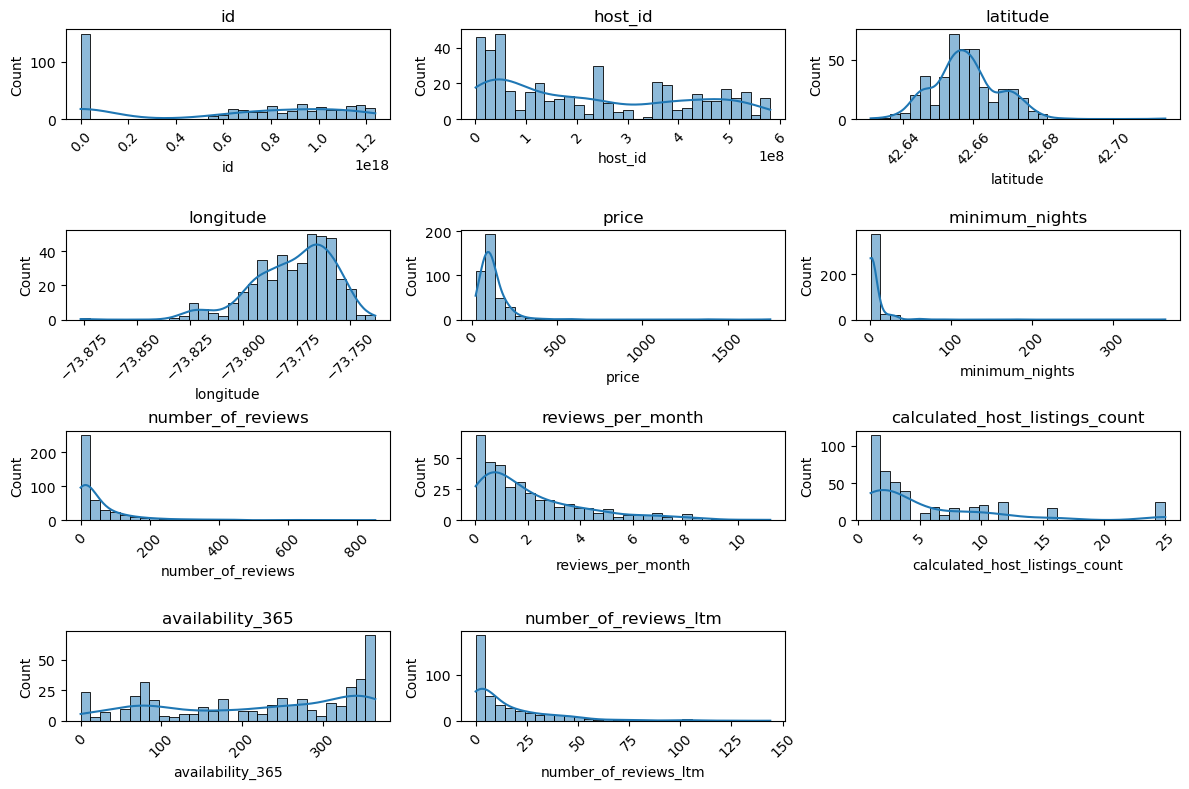 id
host_id
latitude
Count
100
0
0.0
0.2
0.4
0.6
0.8
1.0
1.2
1e18
id
Count
40
20
0
0
1
2
3
4
5
6
1e8
host_id
Count
50
0
42.64
42.66
42.68
42.70
latitude
longitude
price
minimum_nights
Count
40
20
0
−73.875
−73.850
−73.825
−73.800
−73.775
−73.750
longitude
Count
200
100
0
0
500
1000
1500
price
Count
200
0
0
100
200
300
minimum_nights
number_of_reviews
reviews_per_month
calculated_host_listings_count
Count
200
100
0
0
200
400
600
800
number_of_reviews
Count
50
25
0
0
2
4
6
8
10
reviews_per_month
Count
100
50
0
0
5
10
15
20
25
calculated_host_listings_count
availability_365
number_of_reviews_ltm
Count
50
25
0
0
100
200
300
availability_365
Count
100
0
0
25
50
75
100
125
150
number_of_reviews_ltm